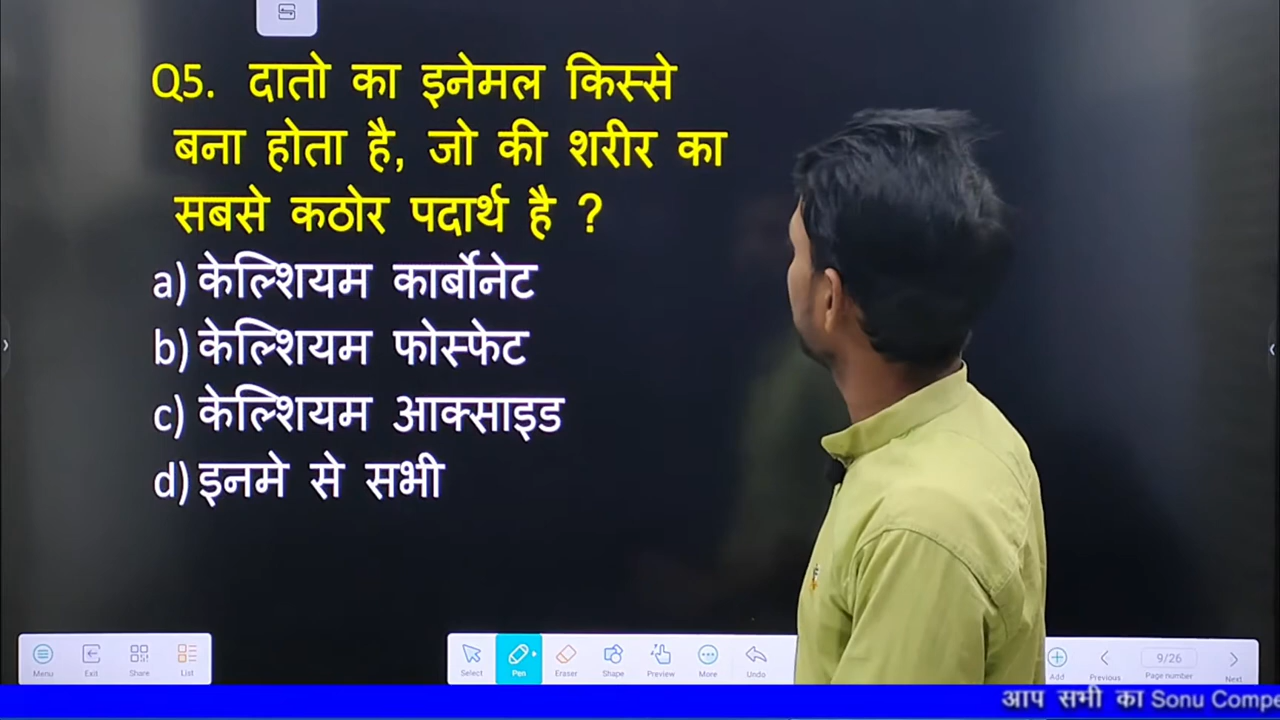 Q5. दातो का इनेमल किस्से
बना होता है, जो की शरीर का
सबसे कठोर पदार्थ है ?
a) केल्शियम कार्बोनेट
b) केल्शियम फोस्फेट
c) केल्शियम आक्साइड
d) इनमे से सभी
Menu Exit Share List Select Pen Eraser Shape Preview More Undo Add Previous 9/26 Page number Next
आप सभी का Sonu Compe